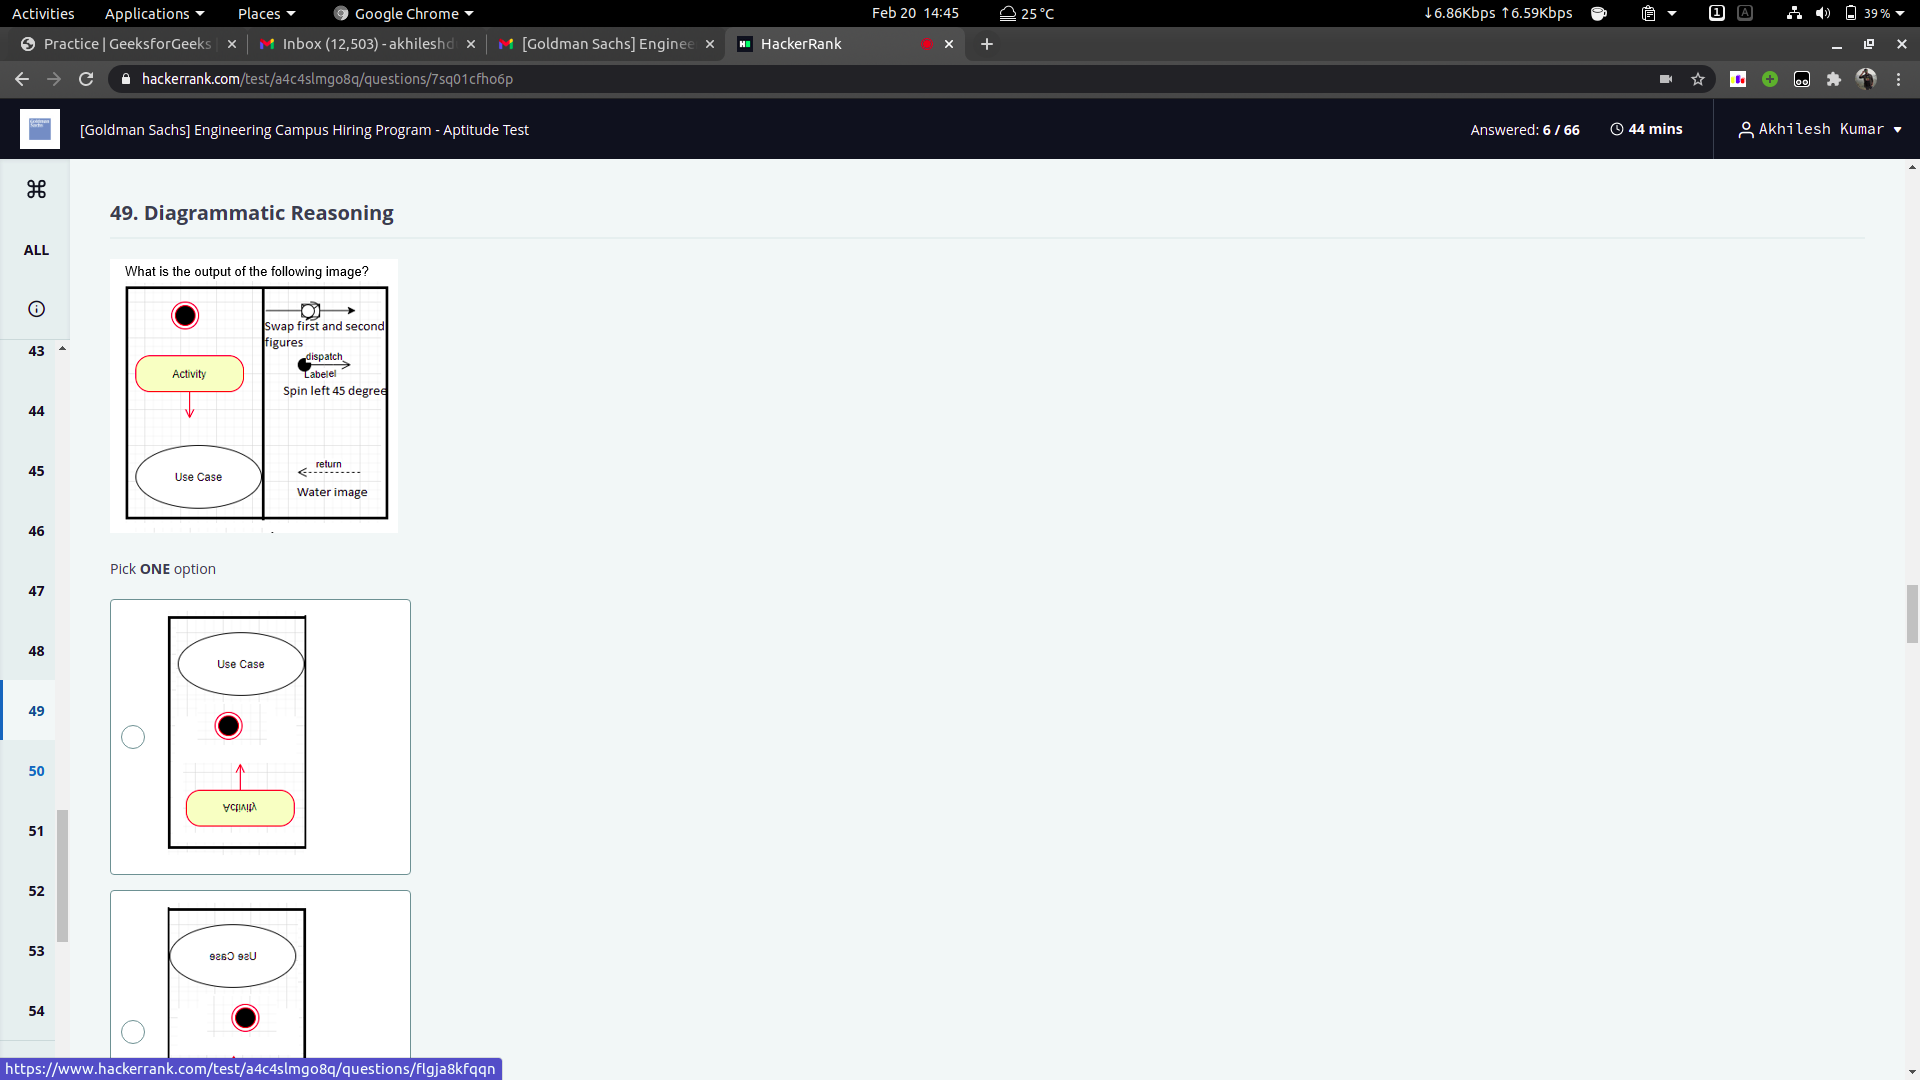 Activities Applications Places Google Chrome Feb 20 14:45 25 °C ↓6.86Kbps ↑6.59Kbps 1 A 39 %
Practice | GeeksforGeeks Inbox (12,503) - akhileshd [Goldman Sachs] Enginee HackerRank
hackerrank.com/test/a4c4slmgo8q/questions/7sq01cfho6p
[Goldman Sachs] Engineering Campus Hiring Program - Aptitude Test Answered: 6 / 66 44 mins Akhilesh Kumar
ALL
43
44
45
46
47
48
49
50
51
52
53
54
49. Diagrammatic Reasoning
What is the output of the following image?
Swap first and second
figures
dispatch
Labelel
Activity
Spin left 45 degree
return
Use Case
Water image
Pick ONE option
Use Case
Activity
Use Case
https://www.hackerrank.com/test/a4c4slmgo8q/questions/flgja8kfqqn